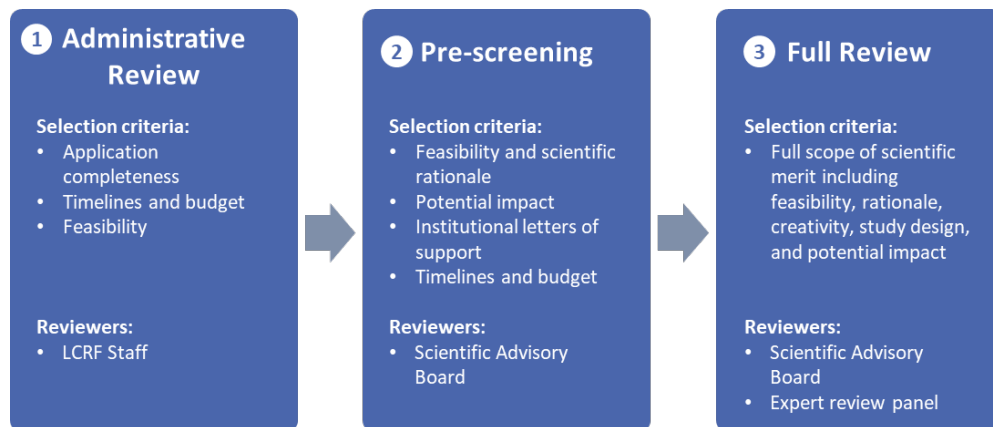 1 Administrative
Review
Selection criteria:
• Application
completeness
• Timelines and budget
• Feasibility
Reviewers:
• LCRF Staff
2 Pre-screening
Selection criteria:
• Feasibility and scientific
rationale
• Potential impact
• Institutional letters of
support
• Timelines and budget
Reviewers:
• Scientific Advisory
Board
3 Full Review
Selection criteria:
• Full scope of scientific
merit including
feasibility, rationale,
creativity, study design,
and potential impact
Reviewers:
• Scientific Advisory
Board
• Expert review panel